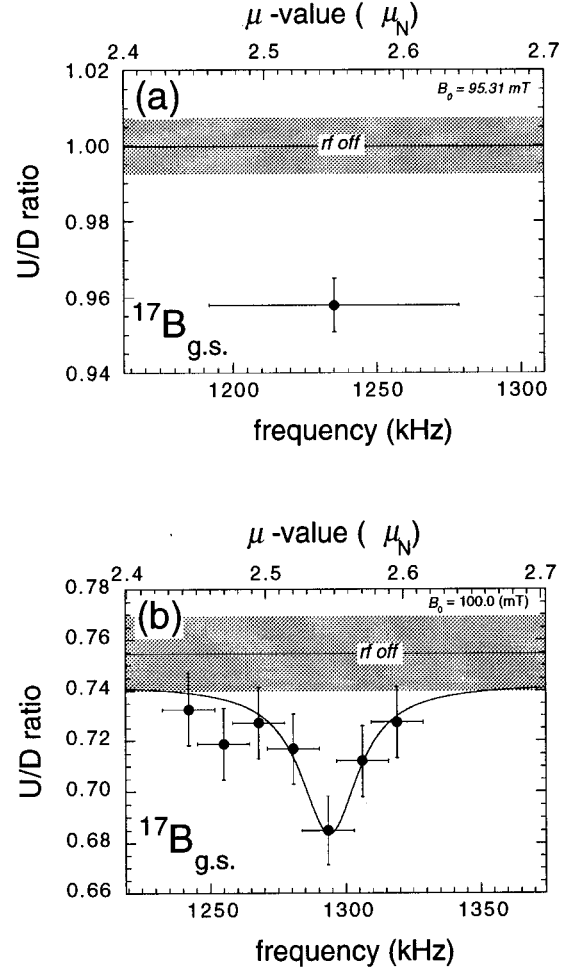 μ -value ( μN)
2.4 2.5 2.6 2.7
1.02
(a)
B0 = 95.31 mT
1.00
rf off
0.98
U/D ratio
0.96
17Bg.s.
0.94
1200 1250 1300
frequency (kHz)
μ -value ( μN)
2.4 2.5 2.6 2.7
0.78
(b)
B0 = 100.0 (mT)
0.76
rf off
0.74
0.72
U/D ratio
0.70
0.68
17Bg.s.
0.66
1250 1300 1350
frequency (kHz)